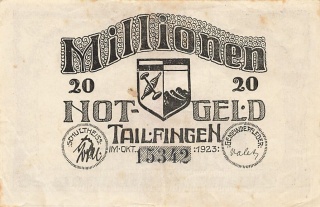 Millionen
20 20
NOT-GELD
TAILFINGEN
SCHULTHEISS:
GEMEINDEPFLEGER:
IM OKT. 1923:
15342